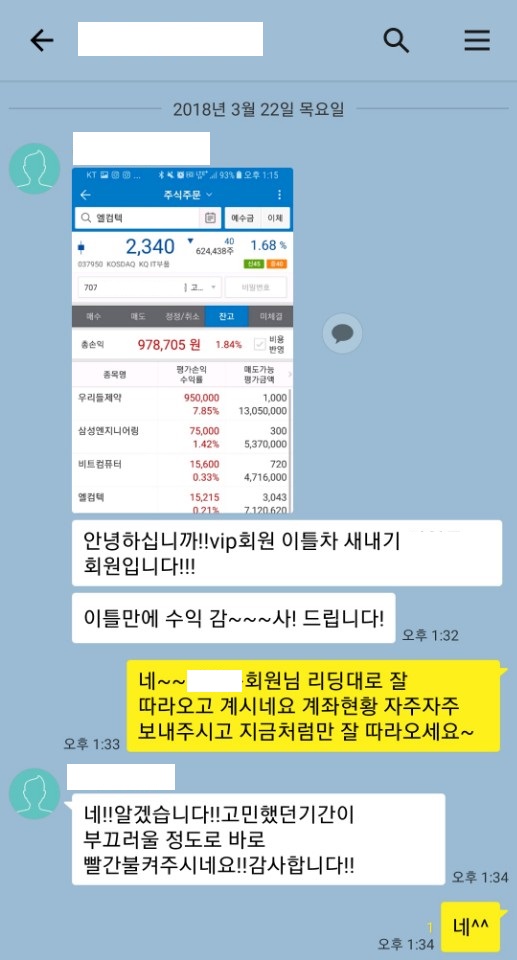 2018년 3월 22일 목요일
KT ... 93% 오후 1:15
주식주문
엘컴텍 예수금 이체
2,340 ▼ 40 1.68 %
624,438주
037950 KOSDAQ KQ IT부품 신45 증40
707 고.. 비밀번호
매수 매도 정정/취소 잔고 미체결
총손익 978,705 원 1.84% 비용
반영
종목명 평가손익 매도가능
수익률 평가금액
우리들제약 950,000 1,000
7.85% 13,050,000
삼성엔지니어링 75,000 300
1.42% 5,370,000
비트컴퓨터 15,600 720
0.33% 4,716,000
엘컴텍 15,215 3,043
0.21% 7,120,620
안녕하십니까!!vip회원 이틀차 새내기
회원입니다!!!
이틀만에 수익 감~~~사! 드립니다!
오후 1:32
네~~ 회원님 리딩대로 잘
따라오고 계시네요 계좌현황 자주자주
보내주시고 지금처럼만 잘 따라오세요~
오후 1:33
네!!알겠습니다!!고민했던기간이
부끄러울 정도로 바로
빨간불켜주시네요!!감사합니다!!
오후 1:34
네^^
1
오후 1:34